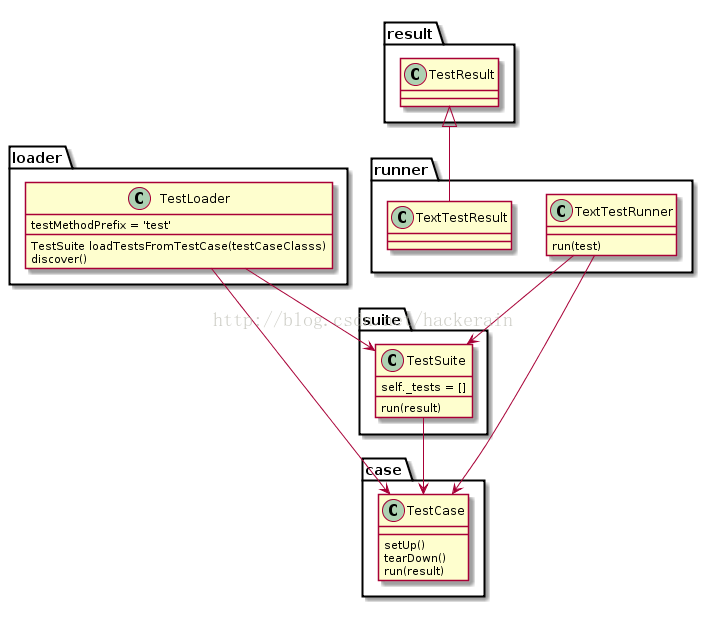 result
C TestResult
loader
C TestLoader
testMethodPrefix = 'test'
TestSuite loadTestsFromTestCase(testCaseClasss)
discover()
runner
C TextTestResult
C TextTestRunner
run(test)
suite
C TestSuite
self._tests = []
run(result)
case
C TestCase
setUp()
tearDown()
run(result)